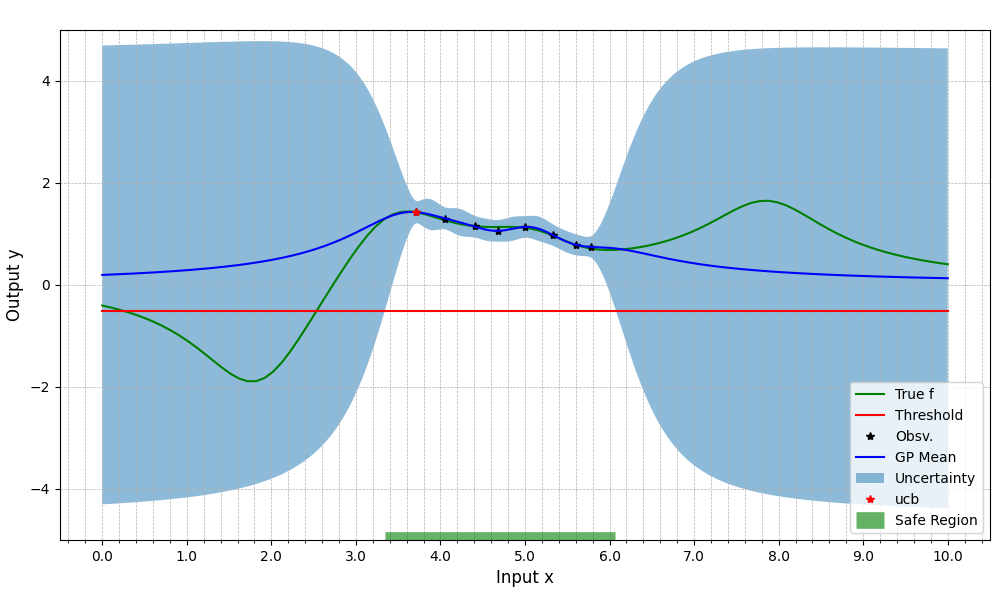 4
2
0
−2
−4
Output y
0.0 1.0 2.0 3.0 4.0 5.0 6.0 7.0 8.0 9.0 10.0
Input x
True f
Threshold
Obsv.
GP Mean
Uncertainty
ucb
Safe Region